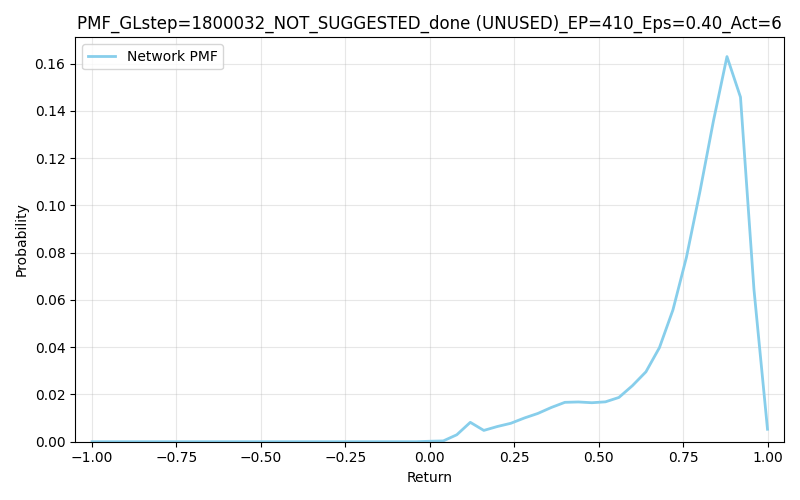 PMF_GLstep=1800032_NOT_SUGGESTED_done (UNUSED)_EP=410_Eps=0.40_Act=6
Network PMF
0.16
0.14
0.12
0.10
0.08
0.06
0.04
0.02
0.00
Probability
−1.00 −0.75 −0.50 −0.25 0.00 0.25 0.50 0.75 1.00
Return